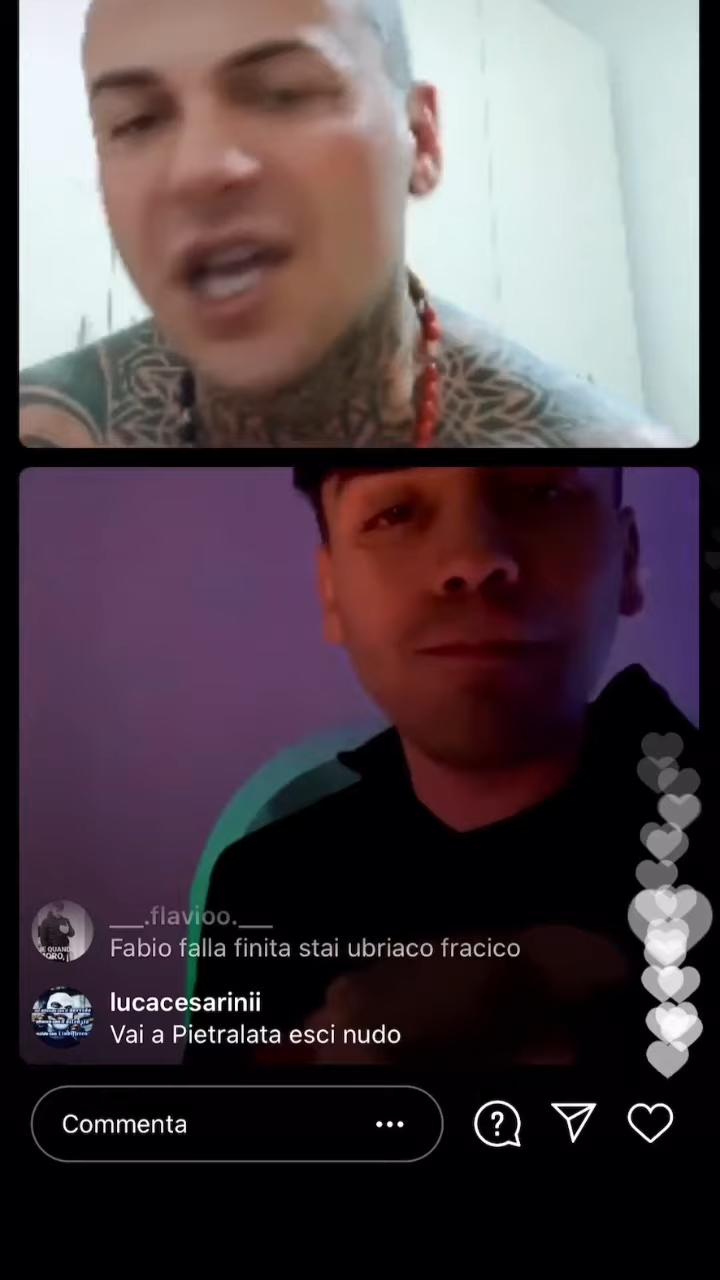 ___.flavioo.___
Fabio falla finita stai ubriaco fracico
lucacesarinii
Vai a Pietralata esci nudo
Commenta